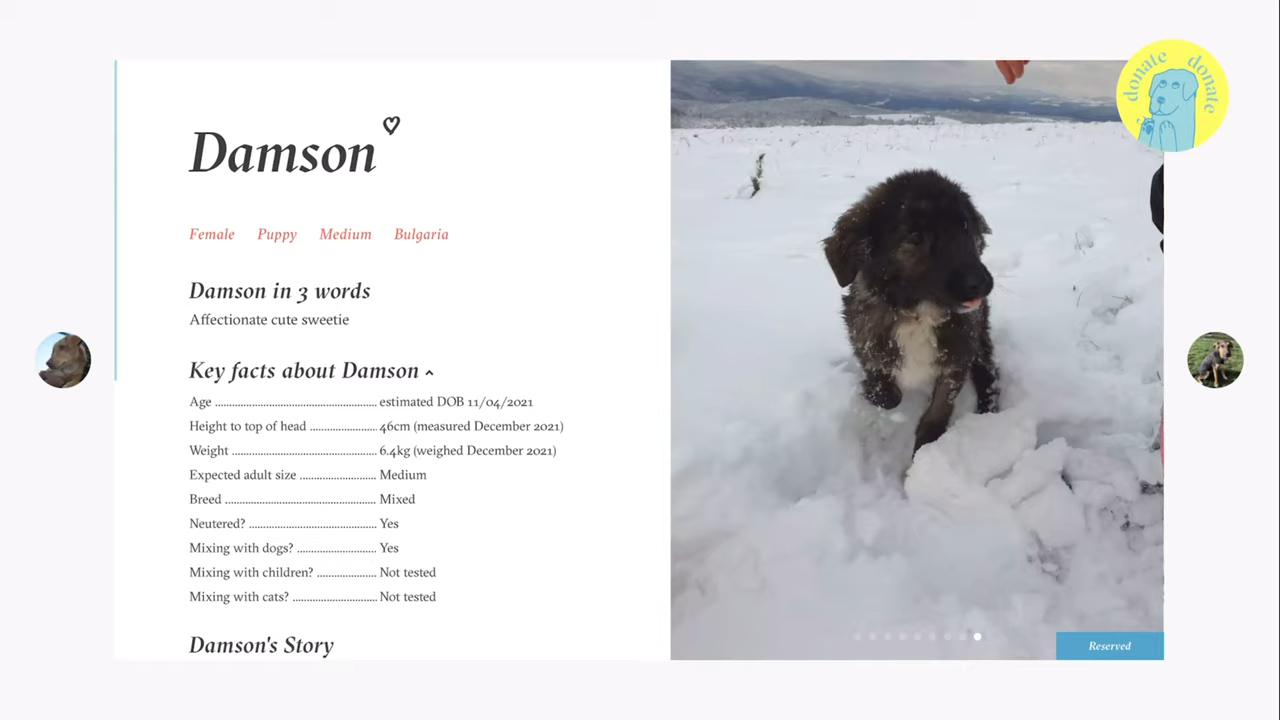 donate donate
Damson
Female Puppy Medium Bulgaria
Damson in 3 words
Affectionate cute sweetie
Key facts about Damson
Age ........................................................ estimated DOB 11/04/2021
Height to top of head ....................... 46cm (measured December 2021)
Weight .................................................. 6.4kg (weighed December 2021)
Expected adult size .......................... Medium
Breed .................................................... Mixed
Neutered? ............................................ Yes
Mixing with dogs? ........................... Yes
Mixing with children? .................... Not tested
Mixing with cats? ............................. Not tested
Damson's Story
Reserved